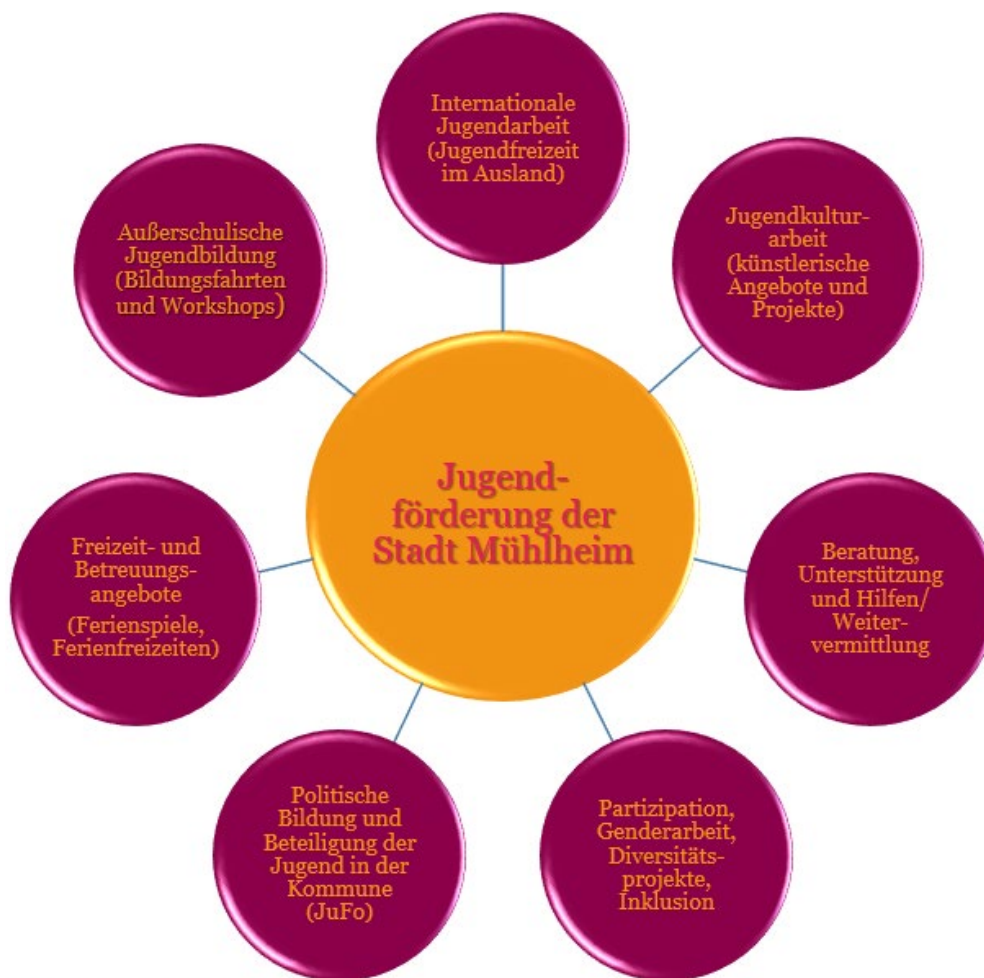 Internationale
Jugendarbeit
(Jugendfreizeit
im Ausland)
Jugendkultur-
arbeit
(künstlerische
Angebote und
Projekte)
Außerschulische
Jugendbildung
(Bildungsfahrten
und Workshops)
Jugend-
förderung der
Stadt Mühlheim
Freizeit- und
Betreuungs-
angebote
(Ferienspiele,
Ferienfreizeiten)
Beratung,
Unterstützung
und Hilfen/
Weiter-
vermittlung
Politische
Bildung und
Beteiligung der
Jugend in der
Kommune
(JuFo)
Partizipation,
Genderarbeit,
Diversitäts-
projekte,
Inklusion